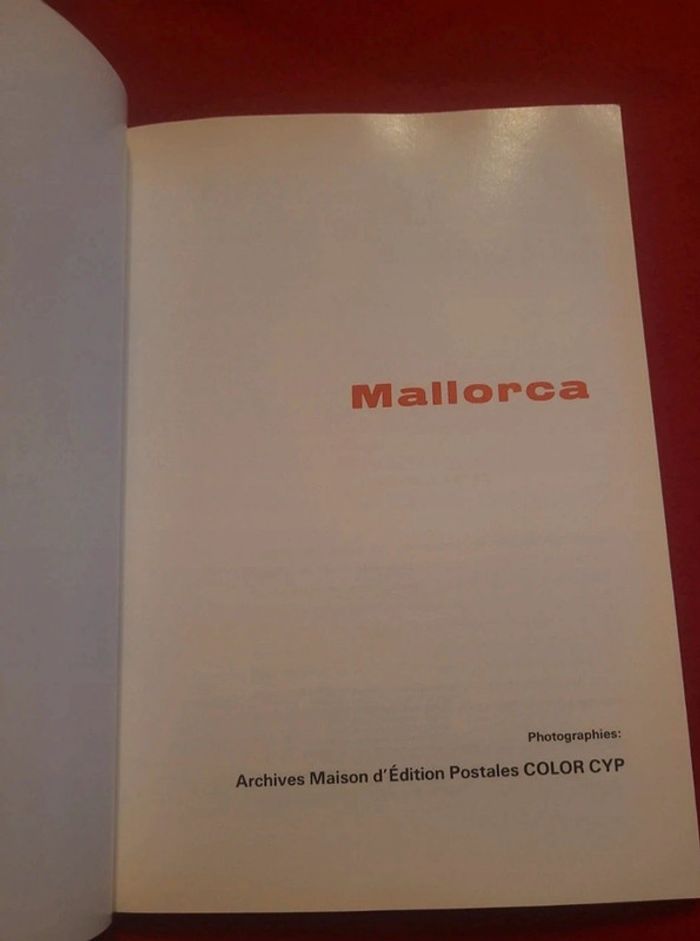 Mallorca
Photographies:
Archives Maison d'Édition Postales COLOR CYP